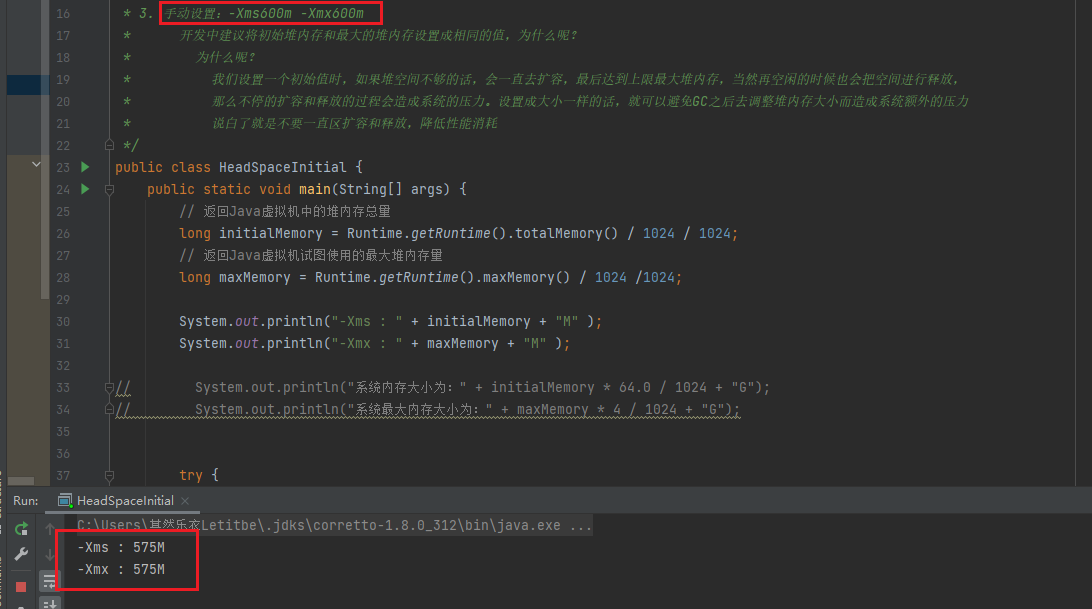 16 * 3. 手动设置：-Xms600m -Xmx600m
17 * 开发中建议将初始堆内存和最大的堆内存设置成相同的值，为什么呢？
18 * 为什么呢？
19 * 我们设置一个初始值时，如果堆空间不够的话，会一直去扩容，最后达到上限最大堆内存，当然再空闲的时候也会把空间进行释放，
20 * 那么不停的扩容和释放的过程会造成系统的压力。设置成大小一样的话，就可以避免GC之后去调整堆内存大小而造成系统额外的压力
21 * 说白了就是不要一直区扩容和释放，降低性能消耗
22 */
23 public class HeadSpaceInitial {
24 public static void main(String[] args) {
25 // 返回Java虚拟机中的堆内存总量
26 long initialMemory = Runtime.getRuntime().totalMemory() / 1024 / 1024;
27 // 返回Java虚拟机试图使用的最大堆内存量
28 long maxMemory = Runtime.getRuntime().maxMemory() / 1024 /1024;
29
30 System.out.println("-Xms : " + initialMemory + "M" );
31 System.out.println("-Xmx : " + maxMemory + "M" );
32
33 // System.out.println("系统内存大小为：" + initialMemory * 64.0 / 1024 + "G");
34 // System.out.println("系统最大内存大小为：" + maxMemory * 4 / 1024 + "G");
35
36
37 try {
Run: HeadSpaceInitial
C:\Users\其然乐衣Letitbe\.jdks\corretto-1.8.0_312\bin\java.exe ...
-Xms : 575M
-Xmx : 575M